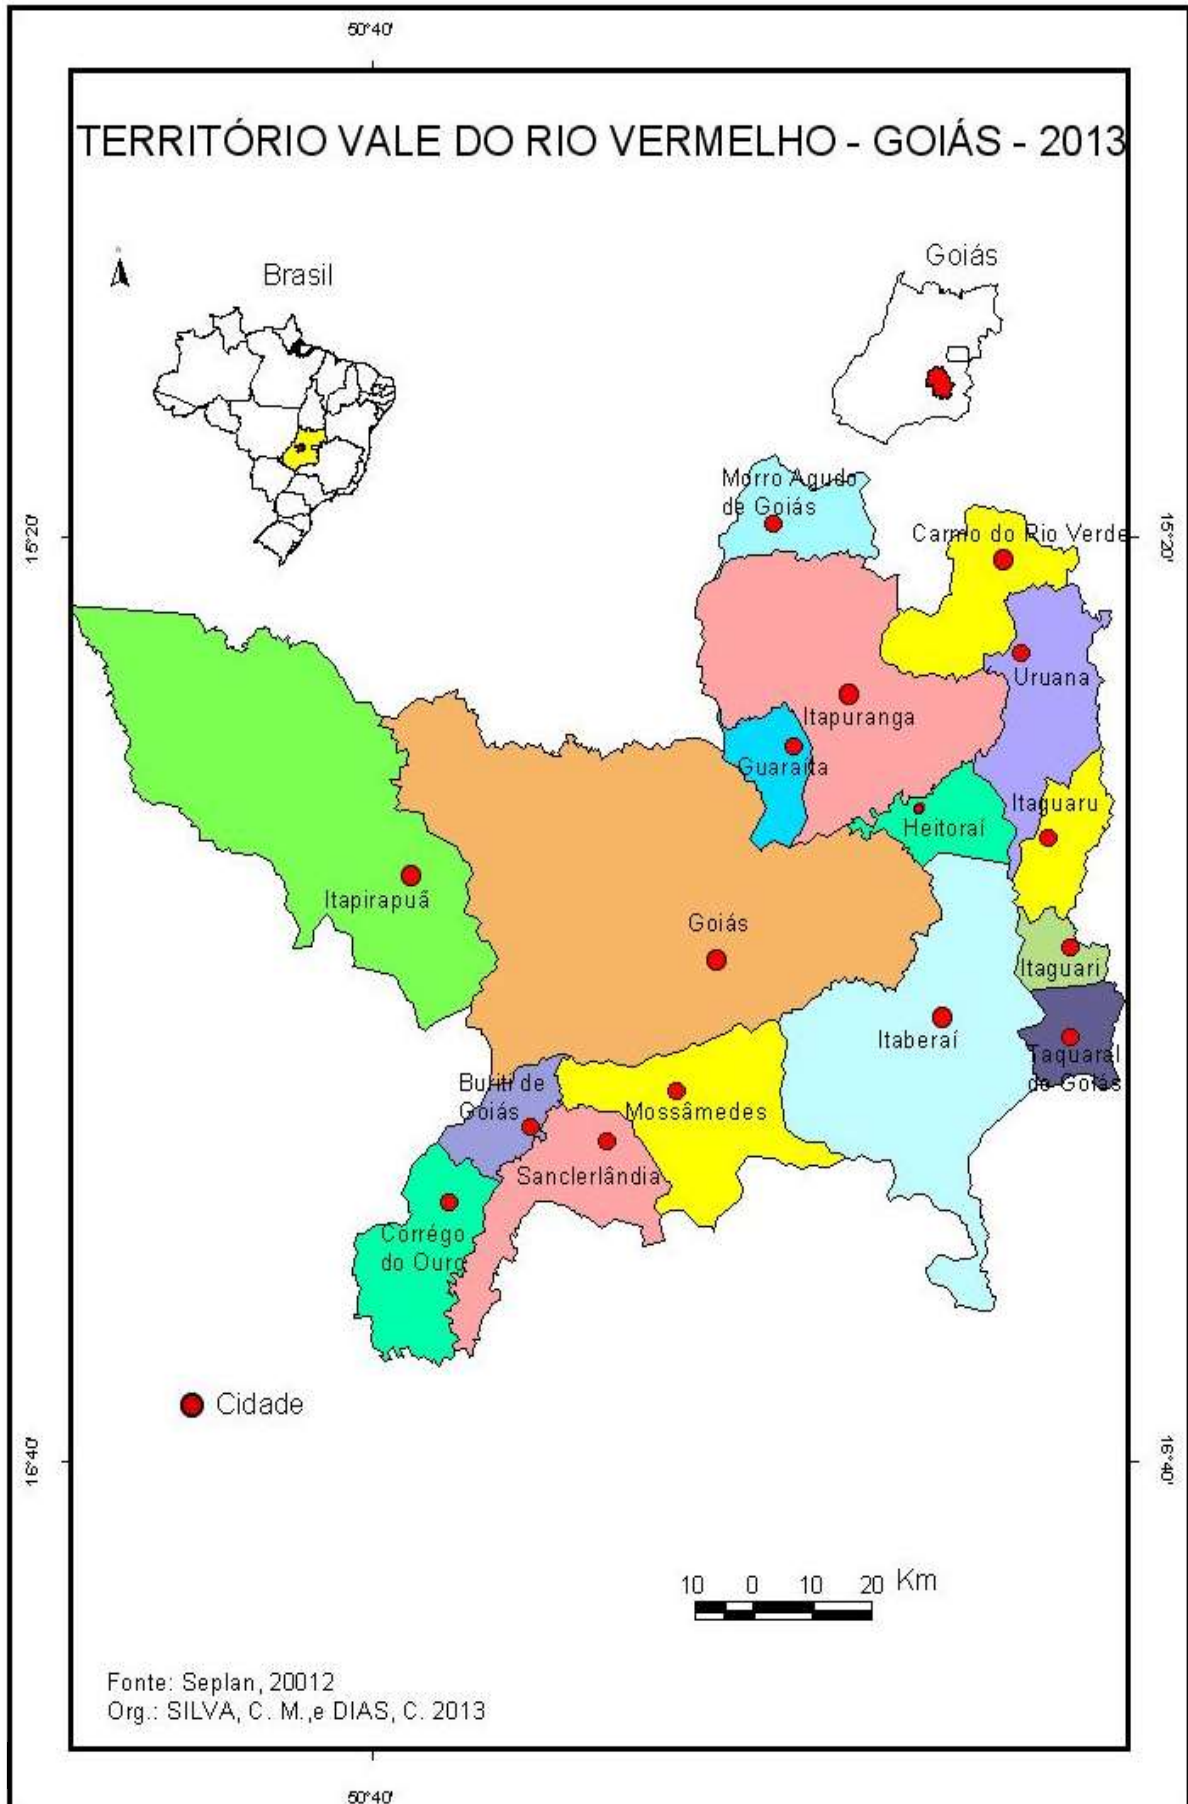 50°40'
TERRITÓRIO VALE DO RIO VERMELHO - GOIÁS - 2013
Goiás
Brasil
Morro Agudo
de Goiás
Carmo do Rio Verde
15°20'
15°20'
Uruana
Itapuranga
Guaraíta
Itaguaru
Heitoraí
Itapirapuã
Goiás
Itaguari
Itaberaí
Taquaral
de Goiás
Buriti de
Goiás
Mossâmedes
Sanclerlândia
Corrégo
do Ouro
Cidade
16°40'
16°40'
10 0 10 20 Km
Fonte: Seplan, 20012
Org.: SILVA, C. M.,e DIAS, C. 2013
50°40'